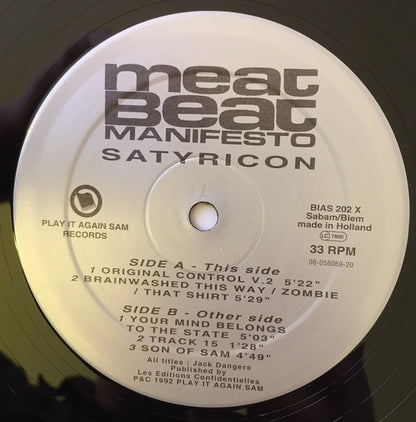 meat
Beat
MANIFESTO
SATYRICON
PLAY IT AGAIN SAM
RECORDS
BIAS 202 X
Sabam/Biem
made in Holland
LC 7800
33 RPM
08-056069-20
SIDE A - This side
1 ORIGINAL CONTROL V.2 5'22"
2 BRAINWASHED THIS WAY / ZOMBIE
/ THAT SHIRT 5'29"
SIDE B - Other side
1 YOUR MIND BELONGS
TO THE STATE 5'03"
2 TRACK 15 1'28"
3 SON OF SAM 4'49"
All titles : Jack Dangers
Published by
Les Editions Confidentielles
P&C 1992 PLAY IT AGAIN SAM